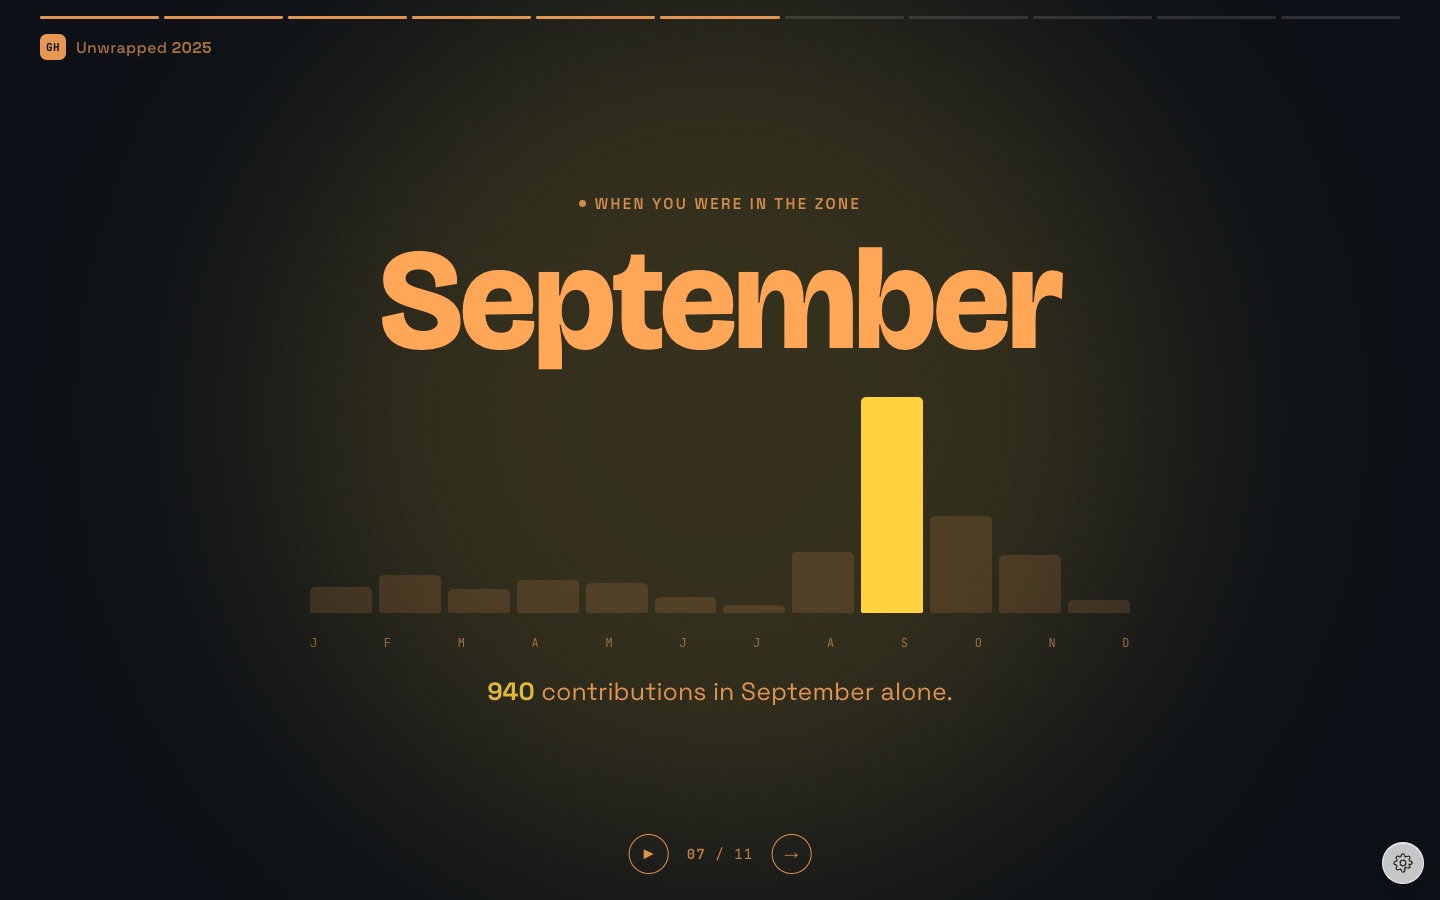 GH Unwrapped 2025
WHEN YOU WERE IN THE ZONE
September
J F M A M J J A S O N D
940 contributions in September alone.
07 / 11